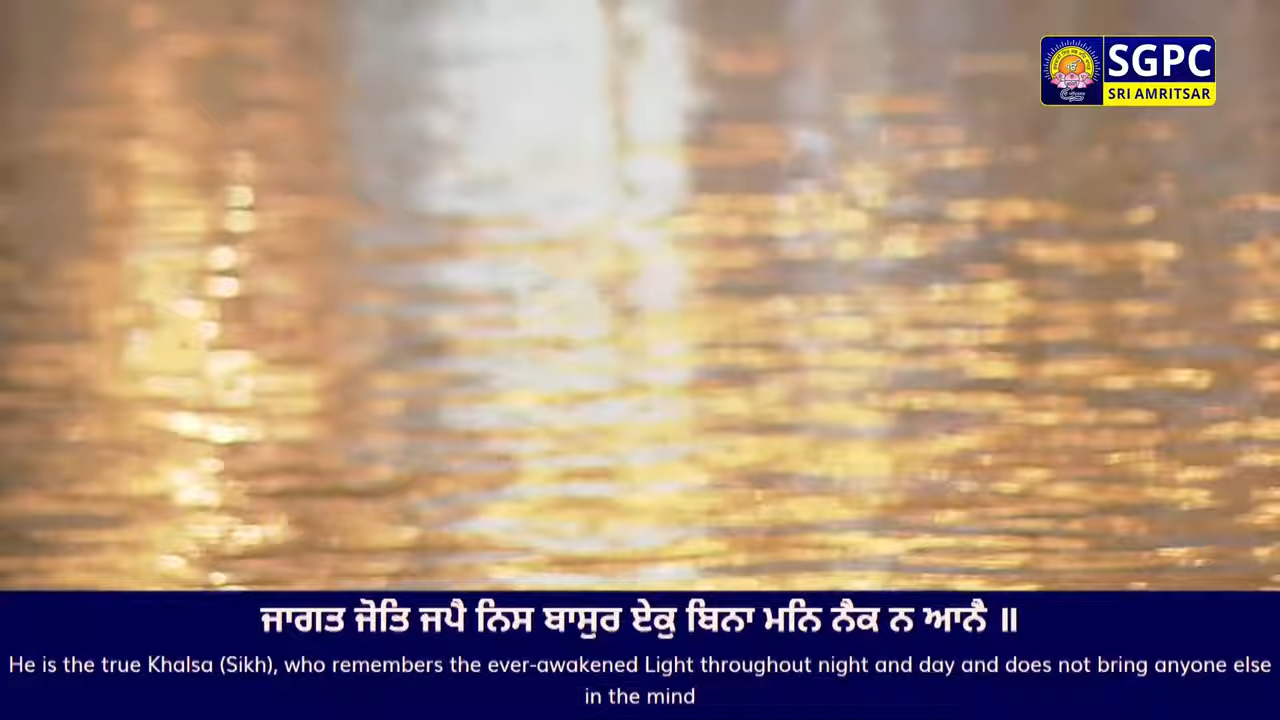 SGPC
SRI AMRITSAR
ਜਾਗਤ ਜੋਤਿ ਜਪੈ ਨਿਸ ਬਾਸੁਰ ਏਕੁ ਬਿਨਾ ਮਨਿ ਨੈਕ ਨ ਆਨੈ ॥
He is the true Khalsa (Sikh), who remembers the ever-awakened Light throughout night and day and does not bring anyone else
in the mind